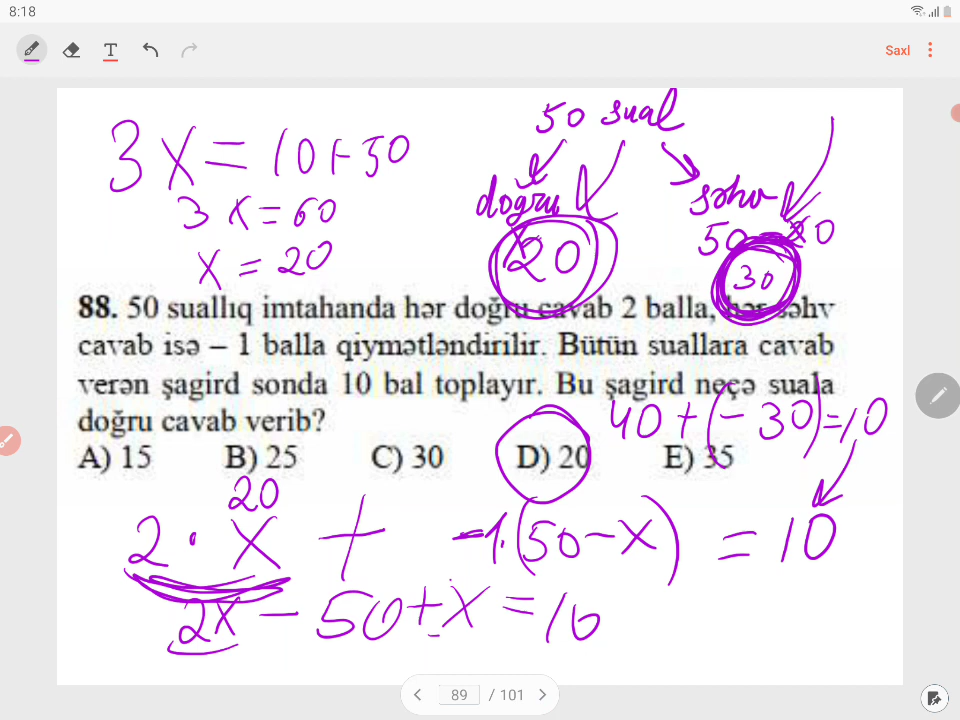 8:18
T
Saxl
50 sual
3x = 10+50
doğru
səhv
3x = 60
50 - 20
x = 20
20
30
88. 50 suallıq imtahanda hər doğru cavab 2 balla, hər səhv
cavab isə – 1 balla qiymətləndirilir. Bütün suallara cavab
verən şagird sonda 10 bal toplayır. Bu şagird neçə suala
doğru cavab verib?
40 + (-30) = 10
A) 15 B) 25 C) 30 D) 20 E) 35
20
2 · x + -1·(50-x) = 10
2x - 50 + x = 10
89 / 101